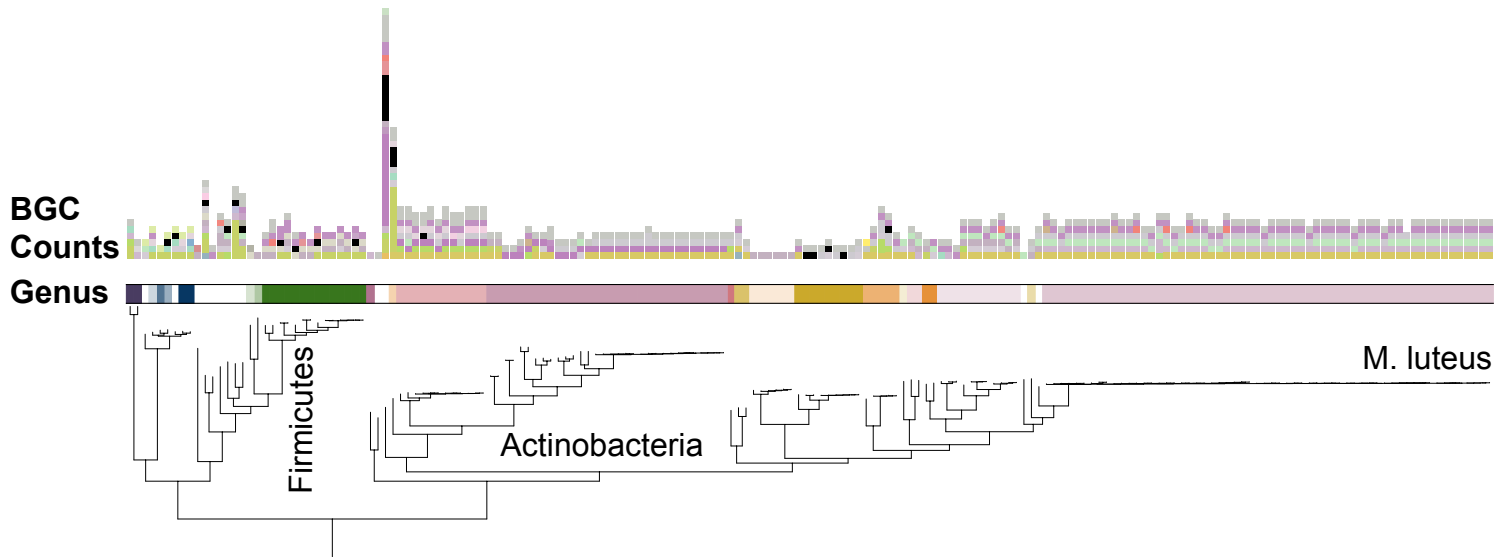 BGC
Counts
Genus
Firmicutes
Actinobacteria
M. luteus